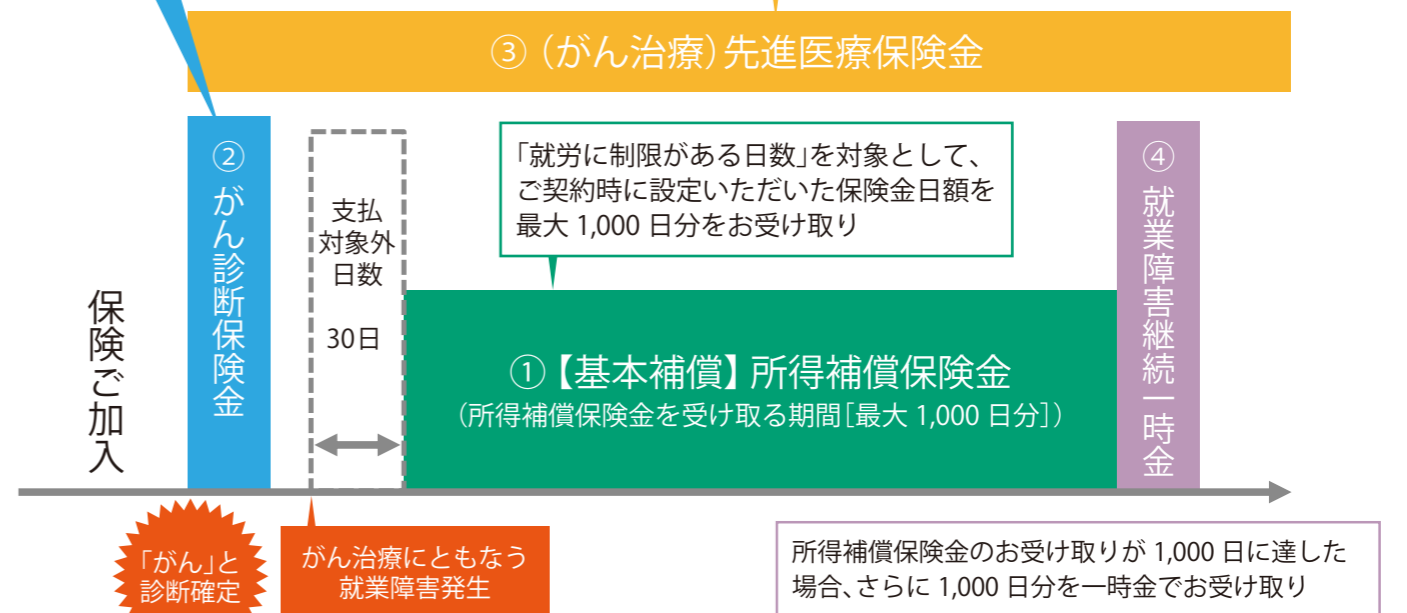 ③（がん治療）先進医療保険金
②がん診断保険金
支払
対象外
日数
30日
「就労に制限がある日数」を対象として、
ご契約時に設定いただいた保険金日額を
最大 1,000 日分をお受け取り
④就業障害継続一時金
保険ご加入
①【基本補償】所得補償保険金
（所得補償保険金を受け取る期間［最大 1,000 日分］）
「がん」と
診断確定
がん治療にともなう
就業障害発生
所得補償保険金のお受け取りが 1,000 日に達した
場合、さらに 1,000 日分を一時金でお受け取り